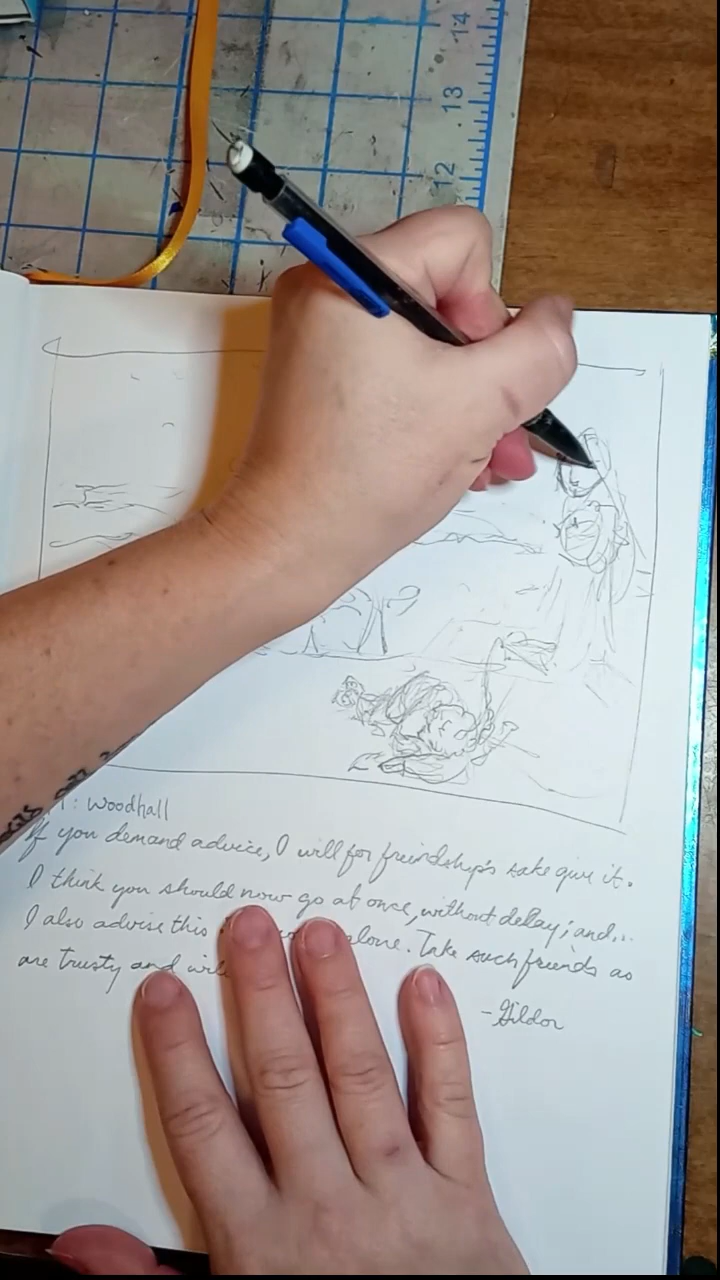 14
13
12
1: Woodhall
If you demand advice, I will for friendship's sake give it.
I think you should now go at once, without delay; and...
I also advise this alone. Take such friends as
are trusty and
-Gildor